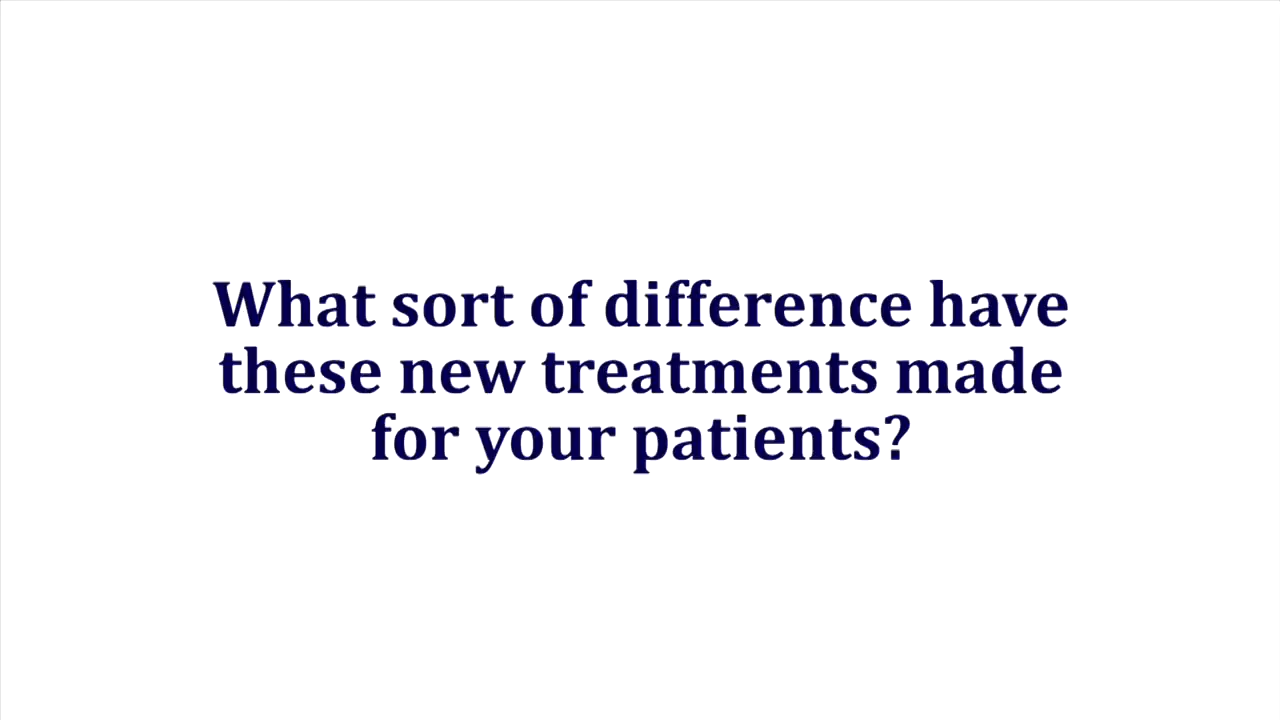 What sort of difference have
these new treatments made
for your patients?